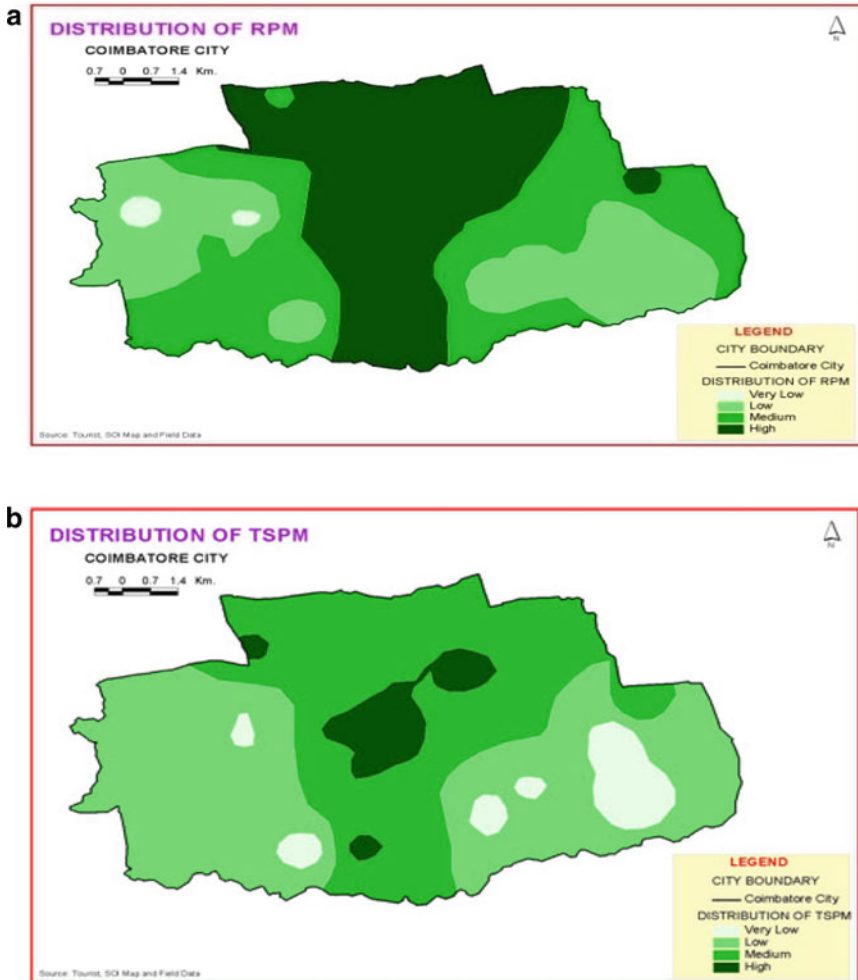 a
DISTRIBUTION OF RPM
COIMBATORE CITY
0.7 0 0.7 1.4 Km.
N
LEGEND
CITY BOUNDARY
Coimbatore City
DISTRIBUTION OF RPM
Very Low
Low
Medium
High
Source: Tourist, SOI Map and Field Data
b
DISTRIBUTION OF TSPM
COIMBATORE CITY
0.7 0 0.7 1.4 Km.
N
LEGEND
CITY BOUNDARY
Coimbatore City
DISTRIBUTION OF TSPM
Very Low
Low
Medium
High
Source: Tourist, SOI Map and Field Data